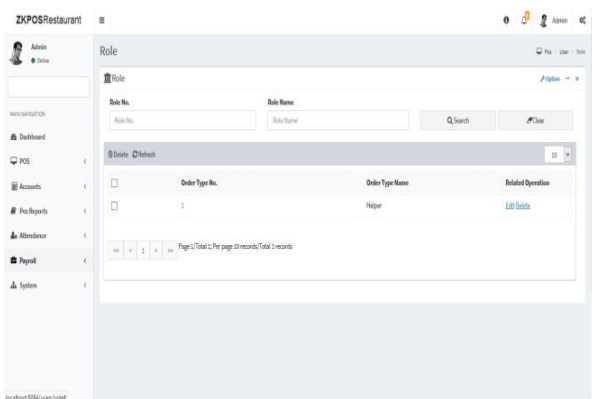 ZKPOSRestaurant
Admin
Admin
Online
Role
Pos
User
Role
Role
Option
Role No.
Role Name
Role No.
Role Name
Search
Clear
MAIN NAVIGATION
Dashboard
POS
Accounts
Pos Reports
Attendance
Payroll
System
Delete Refresh
10
Order Type No.
Order Type Name
Related Operation
1
Helper
Edit Delete
<< < 1 > >> Page 1/Total 1; Per page 10 records/Total 1 records